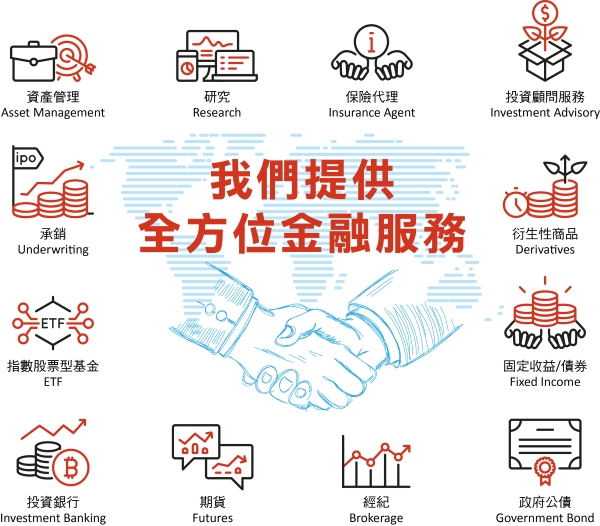 資產管理
Asset Management
研究
Research
保險代理
Insurance Agent
$
投資顧問服務
Investment Advisory
ipo
承銷
Underwriting
我們提供
全方位金融服務
衍生性商品
Derivatives
ETF
指數股票型基金
ETF
固定收益/債券
Fixed Income
投資銀行
Investment Banking
期貨
Futures
經紀
Brokerage
政府公債
Government Bond